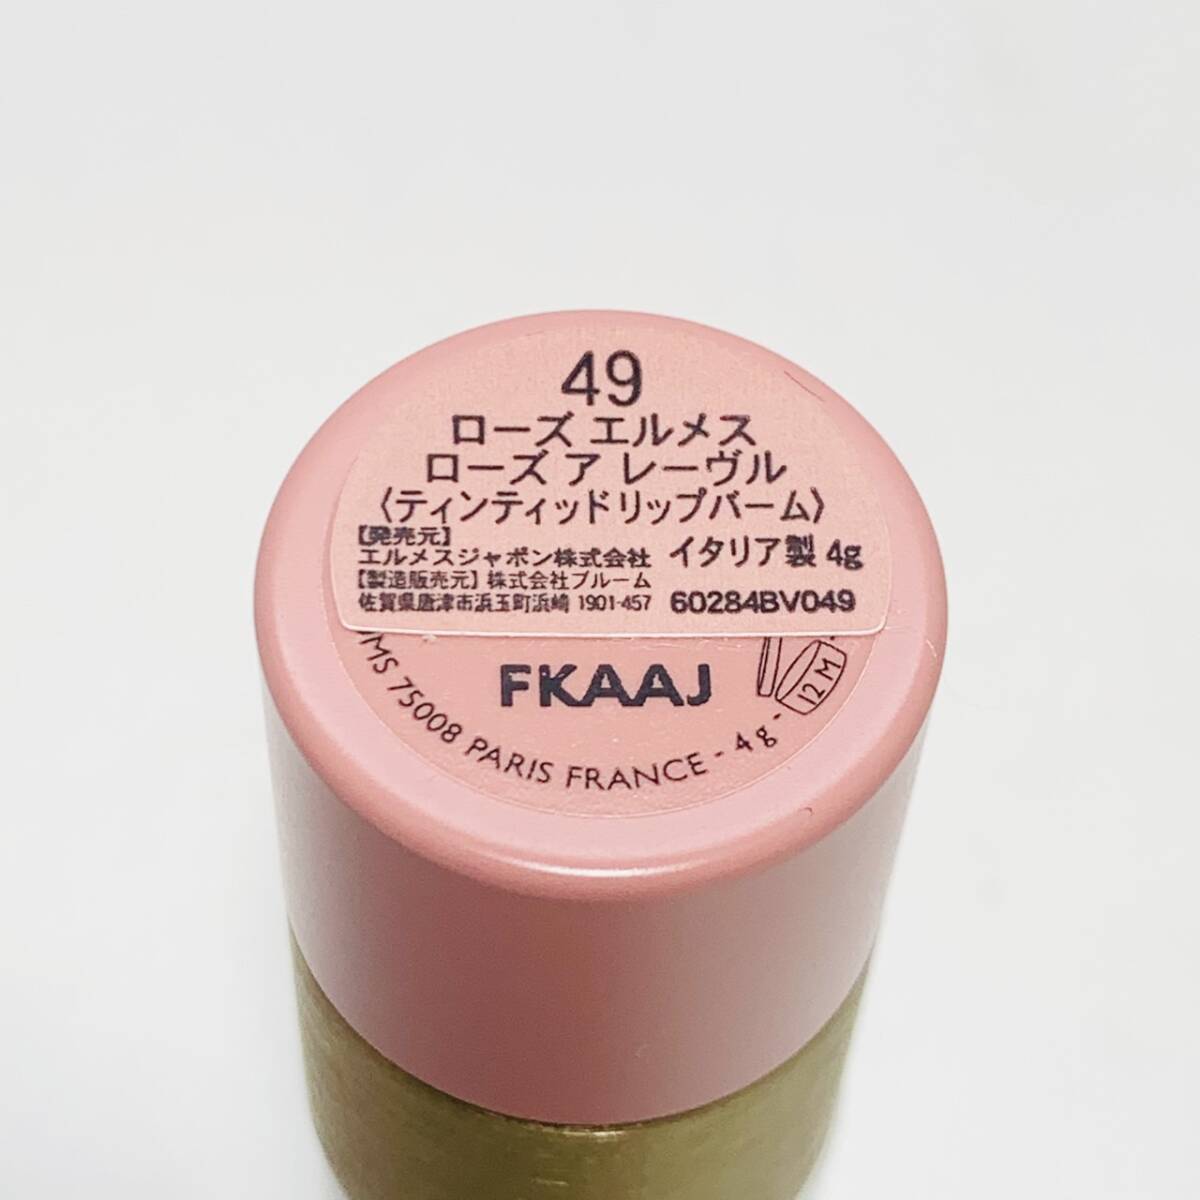 49
ローズ エルメス
ローズ ア レーヴル
〈ティンティッドリップバーム〉
【発売元】
エルメスジャポン株式会社 イタリア製 4g
【製造販売元】株式会社ブルーム
佐賀県唐津市浜玉町浜崎 1901-457 60284BV049
FKAAJ
12M
75008 PARIS FRANCE - 4g -